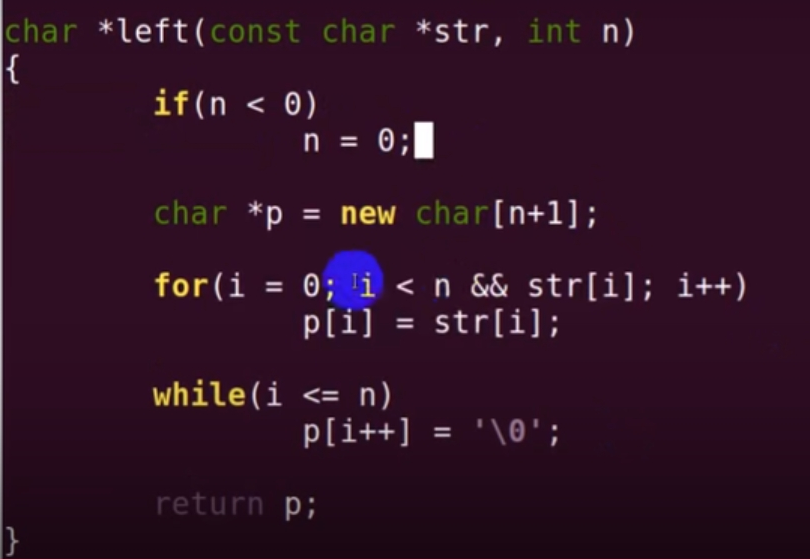 char *left(const char *str, int n)
{
if(n < 0)
n = 0;
char *p = new char[n+1];
for(i = 0; i < n && str[i]; i++)
p[i] = str[i];
while(i <= n)
p[i++] = '\0';
return p;
}